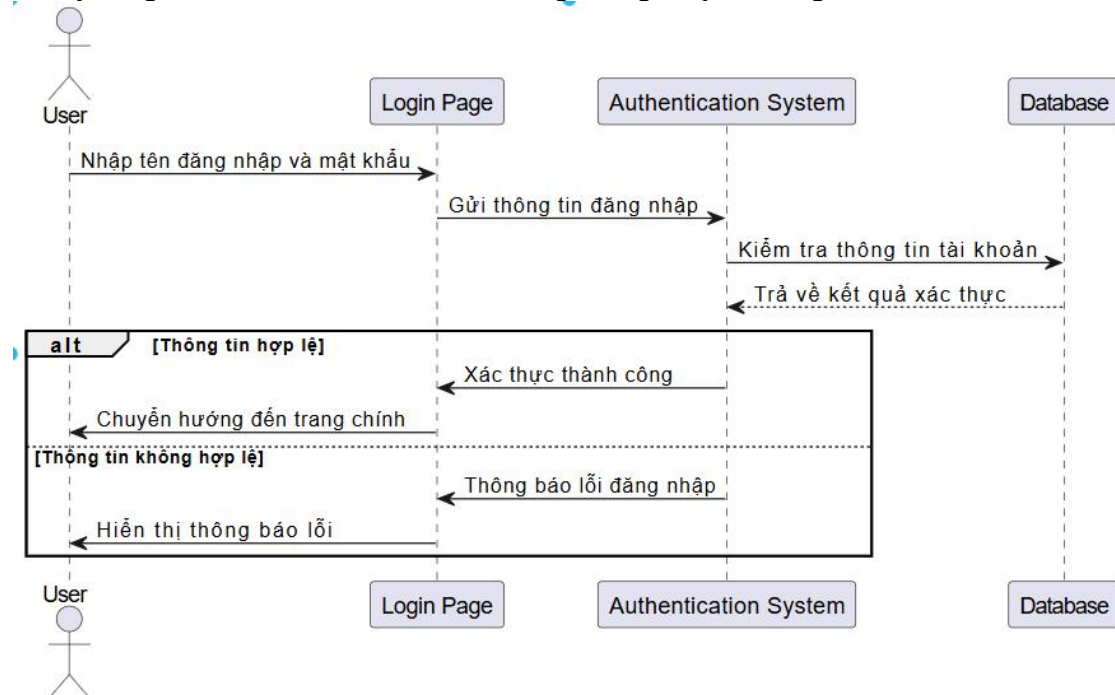 User
Login Page
Authentication System
Database
Nhập tên đăng nhập và mật khẩu
Gửi thông tin đăng nhập
Kiểm tra thông tin tài khoản
Trả về kết quả xác thực
alt [Thông tin hợp lệ]
Xác thực thành công
Chuyển hướng đến trang chính
[Thông tin không hợp lệ]
Thông báo lỗi đăng nhập
Hiển thị thông báo lỗi
User
Login Page
Authentication System
Database